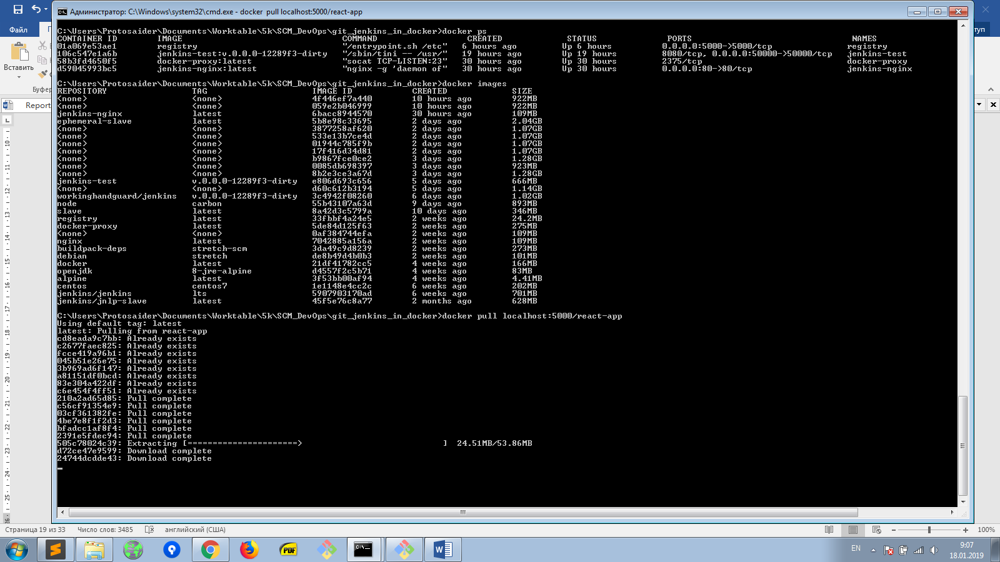 Администратор: C:\Windows\system32\cmd.exe - docker pull localhost:5000/react-app
Файл
Вставить
Буфер
Report
C:\Users\Protosaider\Documents\Worktable\5k\SCM_DevOps\git_jenkins_in_docker>docker ps
CONTAINER ID IMAGE COMMAND CREATED STATUS PORTS NAMES
01a069e53ae1 registry "/entrypoint.sh /etc" 6 hours ago Up 6 hours 0.0.0.0:5000->5000/tcp registry
106c547e1a6b jenkins-test:v.0.0.0-12289f3-dirty "/sbin/tini -- /usr/" 19 hours ago Up 19 hours 8080/tcp, 0.0.0.0:50000->50000/tcp jenkins-test
58b3fd4650f5 docker-proxy:latest "socat TCP-LISTEN:23" 30 hours ago Up 30 hours 2375/tcp docker-proxy
d59045993bc5 jenkins-nginx:latest "nginx -g 'daemon of" 30 hours ago Up 30 hours 0.0.0.0:80->80/tcp jenkins-nginx
C:\Users\Protosaider\Documents\Worktable\5k\SCM_DevOps\git_jenkins_in_docker>docker images
REPOSITORY TAG IMAGE ID CREATED SIZE
<none> <none> 4f446ef7a440 10 hours ago 922MB
<none> <none> 059e2b046999 10 hours ago 922MB
jenkins-nginx latest 6bacc8944570 30 hours ago 109MB
ephemeral-slave latest 5b8e98c33695 2 days ago 2.04GB
<none> <none> 3877258af620 2 days ago 1.07GB
<none> <none> 533e13b7ce4d 2 days ago 1.07GB
<none> <none> 01944c785f9b 2 days ago 1.07GB
<none> <none> 17f416d34d81 2 days ago 1.07GB
<none> <none> b9867fce0ce2 3 days ago 1.28GB
<none> <none> 0085db698397 3 days ago 923MB
<none> <none> 8b2e3ce3a67d 3 days ago 1.28GB
jenkins-test v.0.0.0-12289f3-dirty e806d693c656 5 days ago 666MB
<none> <none> d60c612b3194 5 days ago 1.14GB
workinghandguard/jenkins v.0.0.0-12289f3-dirty 3c4942f08260 6 days ago 1.02GB
node carbon 55b43107a63d 9 days ago 893MB
slave latest 8a42d3c5799a 10 days ago 346MB
registry latest 33fbbf4a24e5 2 weeks ago 24.2MB
docker-proxy latest 5de84d125f63 2 weeks ago 275MB
<none> <none> 0af384744efa 2 weeks ago 109MB
nginx latest 7042885a156a 2 weeks ago 109MB
buildpack-deps stretch-scm 3da49c9d8239 2 weeks ago 273MB
debian stretch de8b49d4b0b3 2 weeks ago 101MB
docker latest 21df41782cc5 4 weeks ago 166MB
openjdk 8-jre-alpine d4557f2c5b71 4 weeks ago 83MB
alpine latest 3f53bb00af94 4 weeks ago 4.41MB
centos centos7 1e1148e4cc2c 6 weeks ago 202MB
jenkins/jenkins lts 5907903170ad 6 weeks ago 701MB
jenkins/jnlp-slave latest 45f5e76c8a77 2 months ago 628MB
C:\Users\Protosaider\Documents\Worktable\5k\SCM_DevOps\git_jenkins_in_docker>docker pull localhost:5000/react-app
Using default tag: latest
latest: Pulling from react-app
cd8eada9c7bb: Already exists
c2677faec825: Already exists
fcce419a96b1: Already exists
045b51e26e75: Already exists
3b969ad6f147: Already exists
a81151df0bcd: Already exists
83e304a422df: Already exists
c6e454f4ff51: Already exists
210a2ad65d85: Pull complete
c56cf91354e9: Pull complete
03cf361382fe: Pull complete
4be7e8f1f2d3: Pull complete
bfadcc1af8f4: Pull complete
2391e5fdec94: Pull complete
505c78024c39: Extracting [=======================> ] 24.51MB/53.86MB
d72ce47e9599: Download complete
24744dcdde43: Download complete
Страница 19 из 33 Число слов: 3485 английский (США) 100%
EN 9:07
18.01.2019